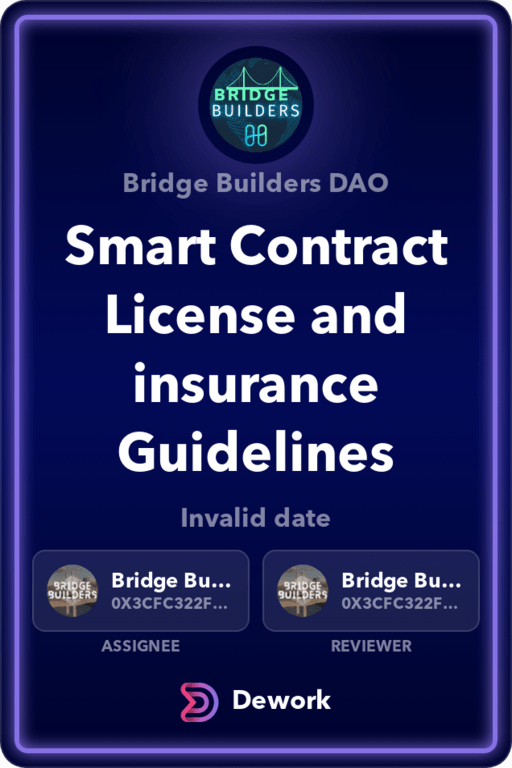 BRIDGE
BUILDERS
Bridge Builders DAO
Smart Contract
License and
insurance
Guidelines
Invalid date
Bridge Bu...
0X3CFC322F...
BRIDGE
BUILDERS
ASSIGNEE
Bridge Bu...
0X3CFC322F...
BRIDGE
BUILDERS
REVIEWER
Dework